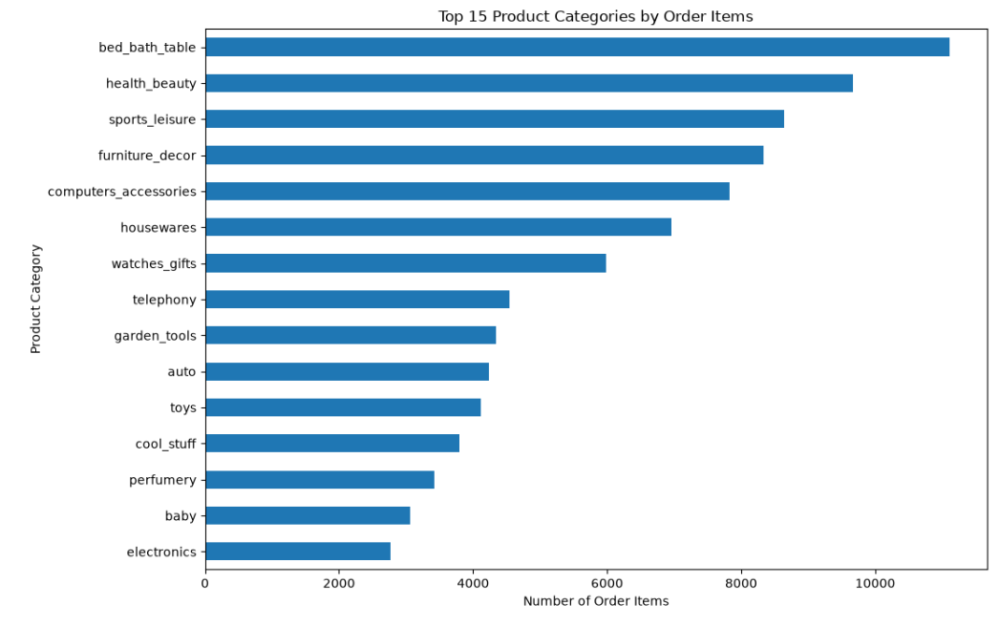 Top 15 Product Categories by Order Items
Product Category
bed_bath_table
health_beauty
sports_leisure
furniture_decor
computers_accessories
housewares
watches_gifts
telephony
garden_tools
auto
toys
cool_stuff
perfumery
baby
electronics
0 2000 4000 6000 8000 10000
Number of Order Items